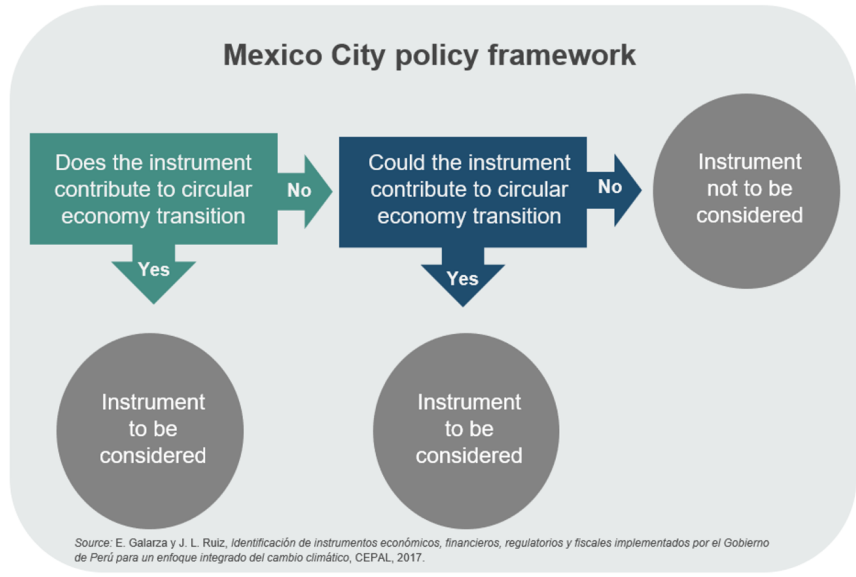 Mexico City policy framework
Does the instrument
contribute to circular
economy transition
No
Yes
Could the instrument
contribute to circular
economy transition
No
Yes
Instrument
not to be
considered
Instrument
to be
considered
Instrument
to be
considered
Source: E. Galarza y J. L. Ruiz, Identificación de instrumentos económicos, financieros, regulatorios y fiscales implementados por el Gobierno
de Perú para un enfoque integrado del cambio climático, CEPAL, 2017.